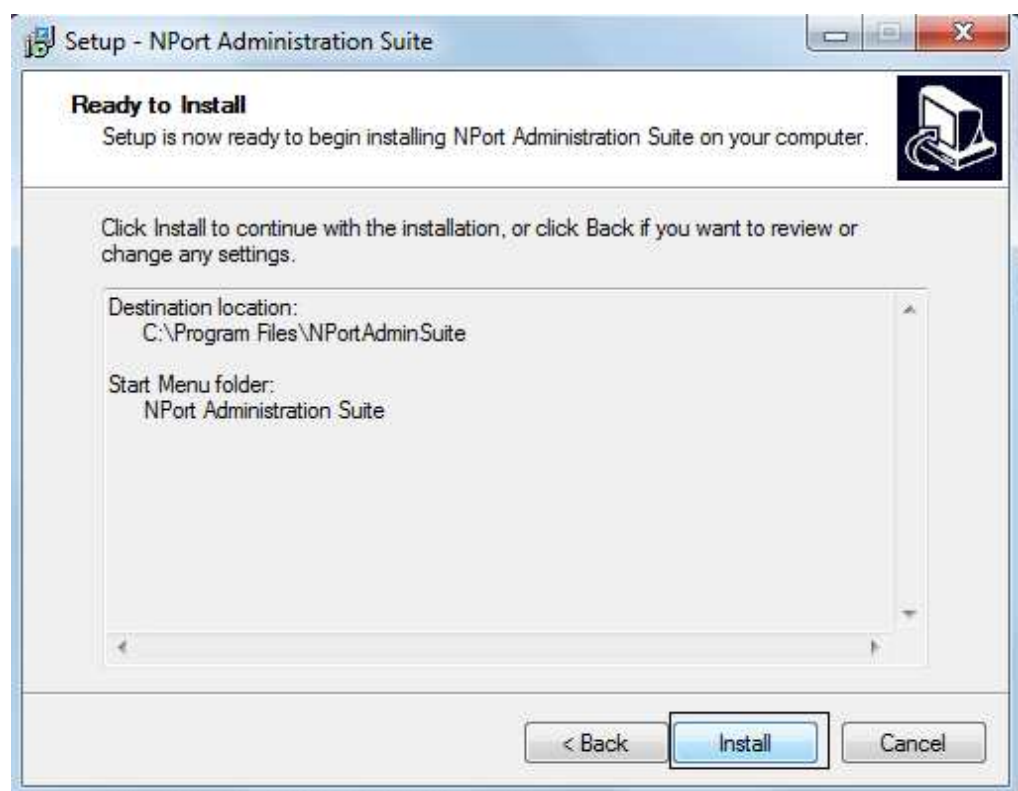 Setup - NPort Administration Suite
Ready to Install
Setup is now ready to begin installing NPort Administration Suite on your computer.
Click Install to continue with the installation, or click Back if you want to review or
change any settings.
Destination location:
C:\Program Files\NPortAdminSuite
Start Menu folder:
NPort Administration Suite
< Back
Install
Cancel